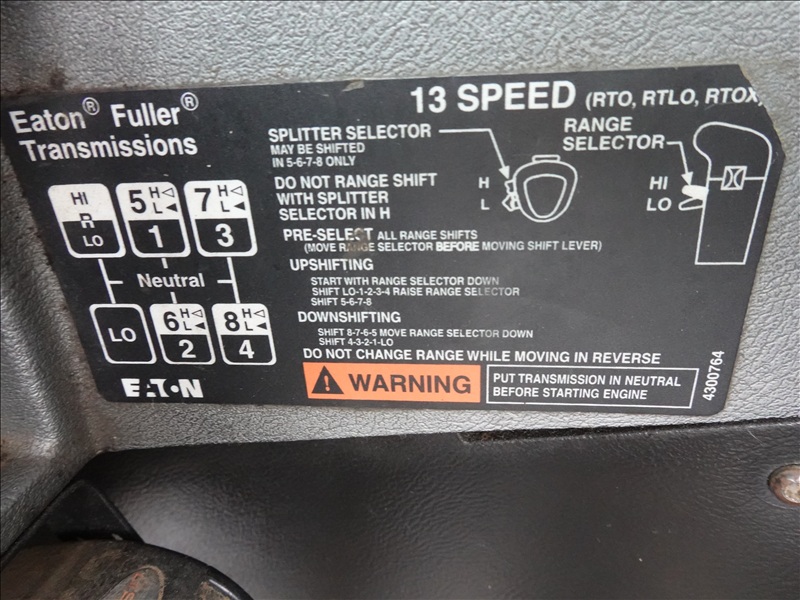 Eaton® Fuller®
Transmissions
13 SPEED (RTO, RTLO, RTOX)
SPLITTER SELECTOR
MAY BE SHIFTED
IN 5-6-7-8 ONLY
RANGE
SELECTOR
DO NOT RANGE SHIFT
WITH SPLITTER
SELECTOR IN H
H
L
HI
LO
PRE-SELECT ALL RANGE SHIFTS
(MOVE RANGE SELECTOR BEFORE MOVING SHIFT LEVER)
UPSHIFTING
START WITH RANGE SELECTOR DOWN
SHIFT LO-1-2-3-4 RAISE RANGE SELECTOR
SHIFT 5-6-7-8
DOWNSHIFTING
SHIFT 8-7-6-5 MOVE RANGE SELECTOR DOWN
SHIFT 4-3-2-1-LO
DO NOT CHANGE RANGE WHILE MOVING IN REVERSE
WARNING
PUT TRANSMISSION IN NEUTRAL
BEFORE STARTING ENGINE
4300764
HI
R
LO
5 H L
1
7 H L
3
Neutral
LO
6 H L
2
8 H L
4
EATON